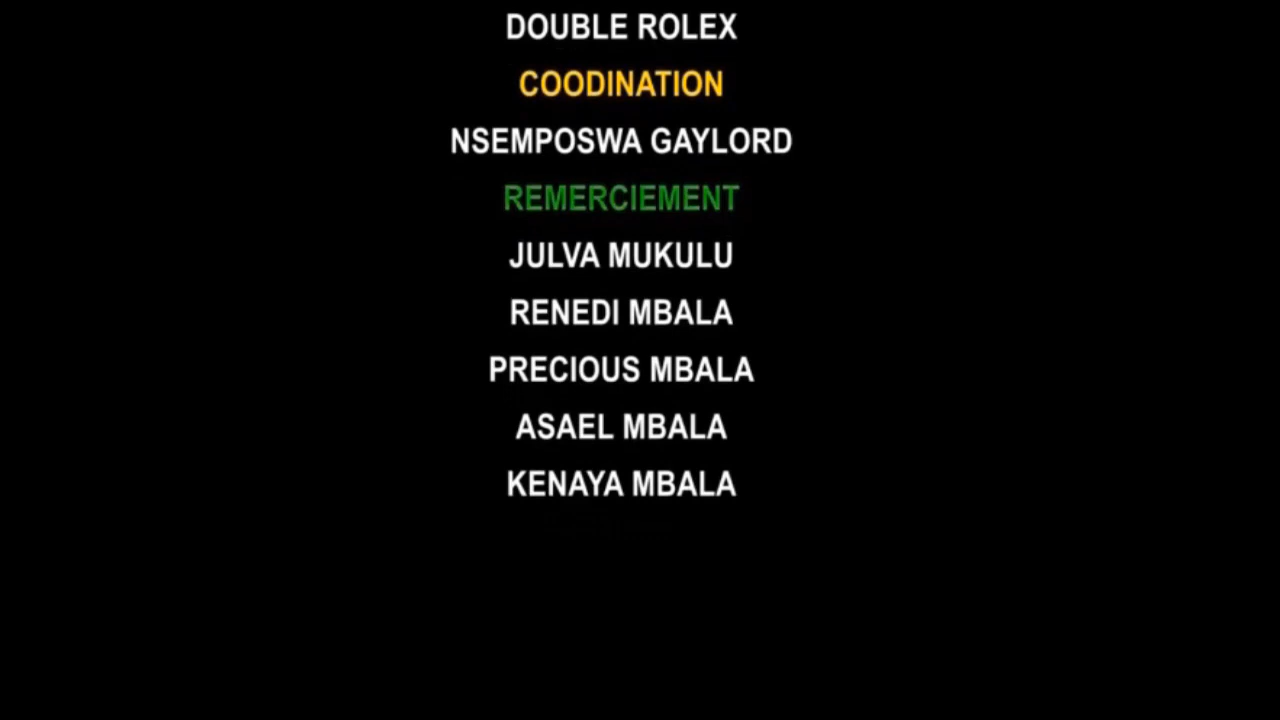 DOUBLE ROLEX
COODINATION
NSEMPOSWA GAYLORD
REMERCIEMENT
JULVA MUKULU
RENEDI MBALA
PRECIOUS MBALA
ASAEL MBALA
KENAYA MBALA